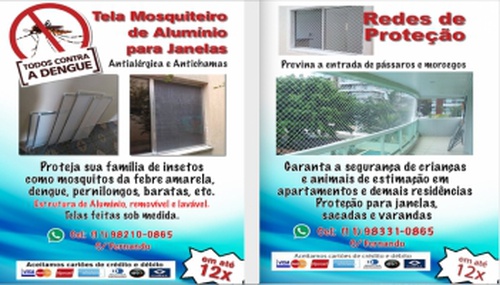 Tela Mosquiteiro
de Alumínio
para Janelas
Antialérgica e Antichamas
TODOS CONTRA
A DENGUE
Proteja sua família de insetos
como mosquitos da febre amarela,
dengue, pernilongos, baratas, etc.
Estrutura de Alumínio, removível e lavável.
Telas feitas sob medida.
Cel: (11) 98210-0865
C/ Fernando
Aceitamos cartões de crédito e débito
VISA
em até
12x
Redes de
Proteção
Previna a entrada de pássaros e morcegos
Garanta a segurança de crianças
e animais de estimação em
apartamentos e demais residências
Proteção para janelas,
sacadas e varandas
Cel: (11) 98331-0865
C/ Fernando
Aceitamos cartões de crédito e débito
VISA
em até
12x